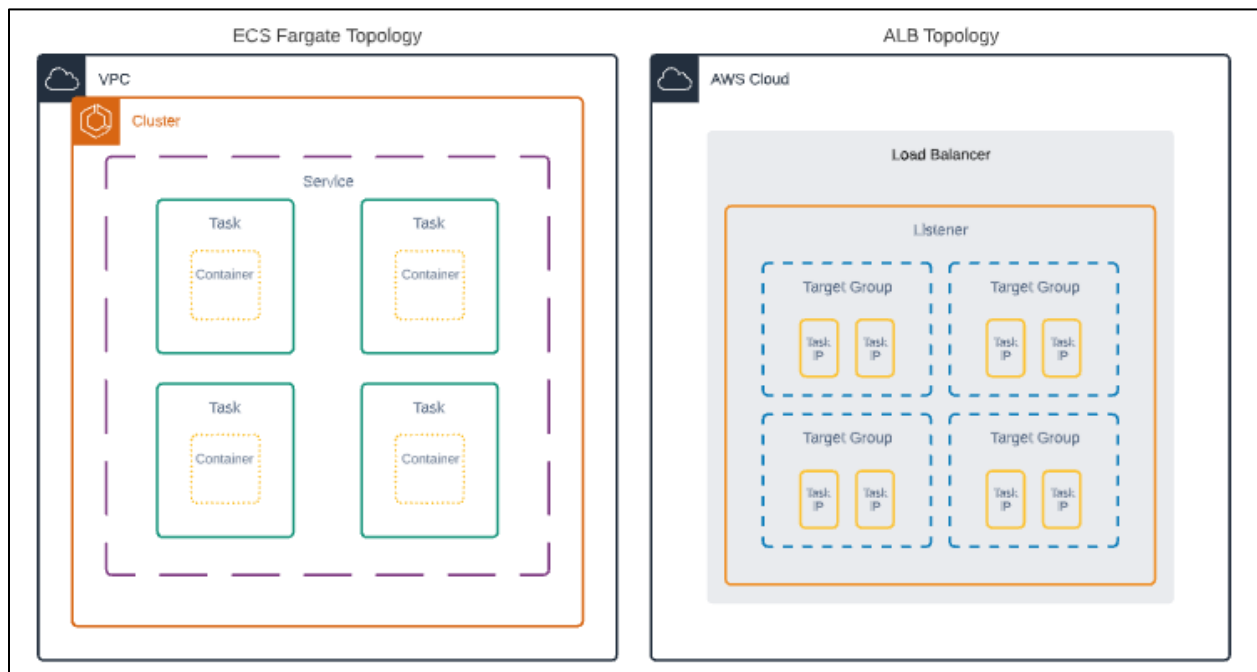 ECS Fargate Topology
VPC
Cluster
Service
Task
Container
Task
Container
Task
Container
Task
Container
ALB Topology
AWS Cloud
Load Balancer
Listener
Target Group
Task
IP
Task
IP
Target Group
Task
IP
Task
IP
Target Group
Task
IP
Task
IP
Target Group
Task
IP
Task
IP